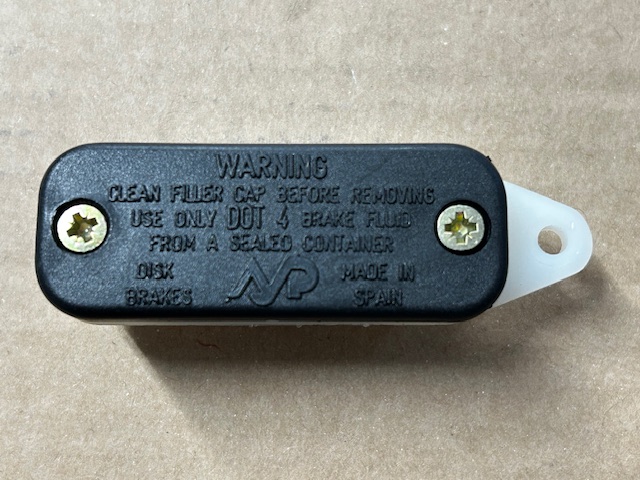 WARNING
CLEAN FILLER CAP BEFORE REMOVING
USE ONLY DOT 4 BRAKE FLUID
FROM A SEALED CONTAINER
DISK BRAKES
AJP
MADE IN SPAIN